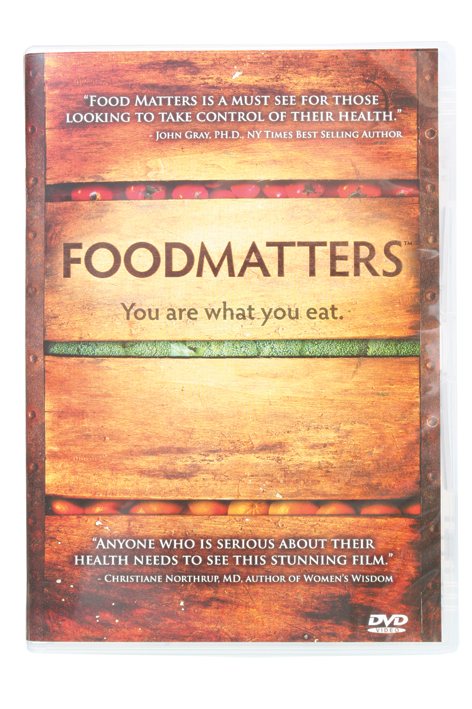 “Food Matters is a must see for those
looking to take control of their health.”
- John Gray, Ph.D., NY Times Best Selling Author
FOODMATTERS™
You are what you eat.
“Anyone who is serious about their
health needs to see this stunning film.”
- Christiane Northrup, MD, author of Women's Wisdom
DVD
VIDEO